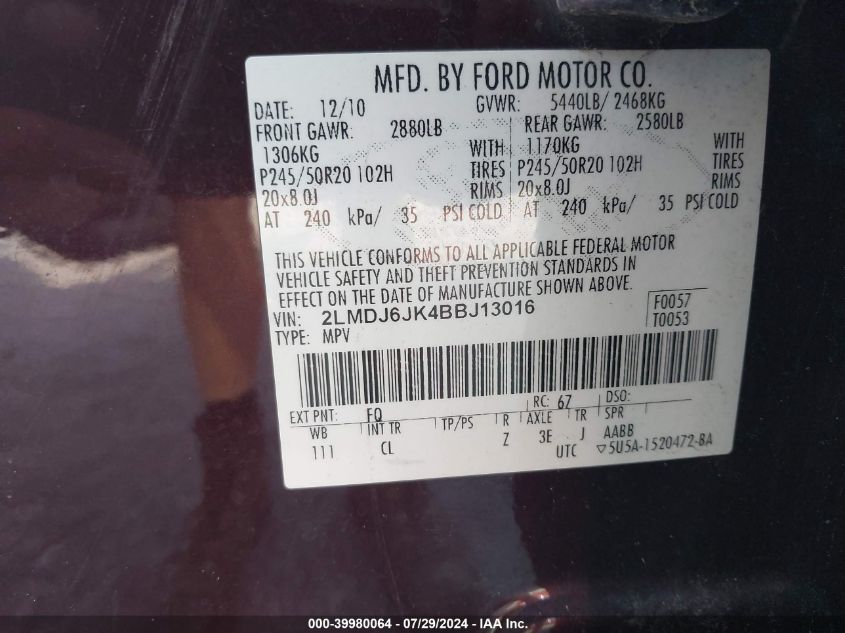 MFD. BY FORD MOTOR CO.
DATE: 12/10 GVWR: 5440LB/ 2468KG
FRONT GAWR: 2880LB REAR GAWR: 2580LB
1306KG WITH 1170KG WITH
P245/50R20 102H TIRES P245/50R20 102H TIRES
20x8.0J RIMS 20x8.0J RIMS
AT 240 kPa/ 35 PSI COLD AT 240 kPa/ 35 PSI COLD
THIS VEHICLE CONFORMS TO ALL APPLICABLE FEDERAL MOTOR
VEHICLE SAFETY AND THEFT PREVENTION STANDARDS IN
EFFECT ON THE DATE OF MANUFACTURE SHOWN ABOVE.
VIN: 2LMDJ6JK4BBJ13016 F0057
TYPE: MPV T0053
EXT PNT: FQ RC: 67 DSO:
WB INT TR TP/PS R AXLE TR SPR
111 CL Z 3E J AABB
UTC ▽5U5A-1520472-BA
000-39980064 / 07/29/2024 - IAA Inc.